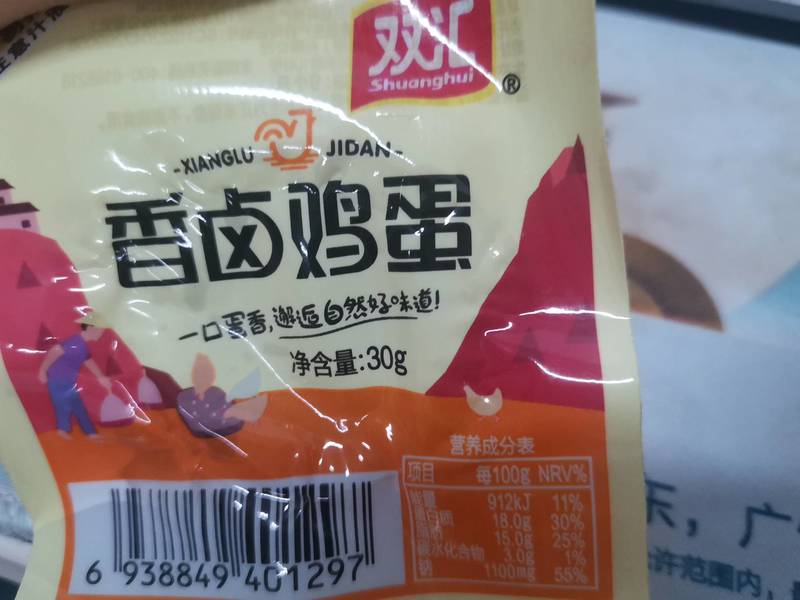 双汇
Shuanghui®
-XIANGLU JIDAN-
香卤鸡蛋
一口蛋香,邂逅自然好味道!
净含量:30g
营养成分表
项目 每100g NRV%
能量 912kJ 11%
蛋白质 18.0g 30%
脂肪 15.0g 25%
碳水化合物 3.0g 1%
钠 1100mg 55%
6 938849 401297
东，广
允许范围内，